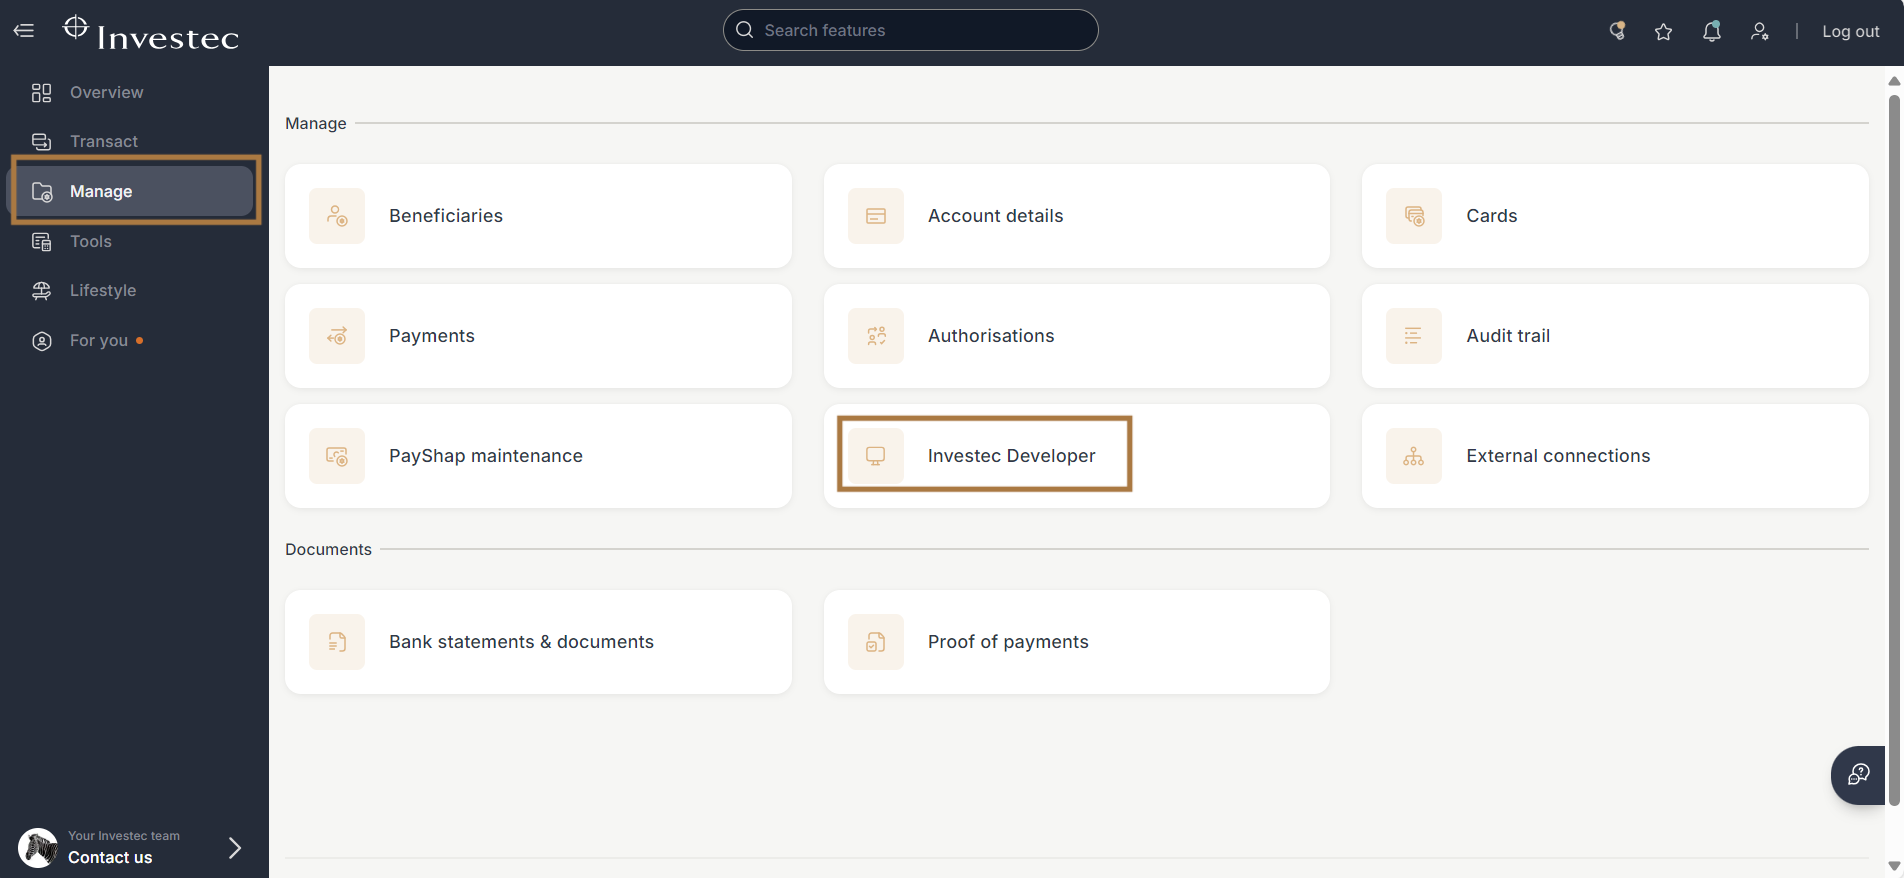 Investec
Search features
Log out
Overview
Transact
Manage
Tools
Lifestyle
For you
Your Investec team
Contact us
Manage
Beneficiaries
Account details
Cards
Payments
Authorisations
Audit trail
PayShap maintenance
Investec Developer
External connections
Documents
Bank statements & documents
Proof of payments